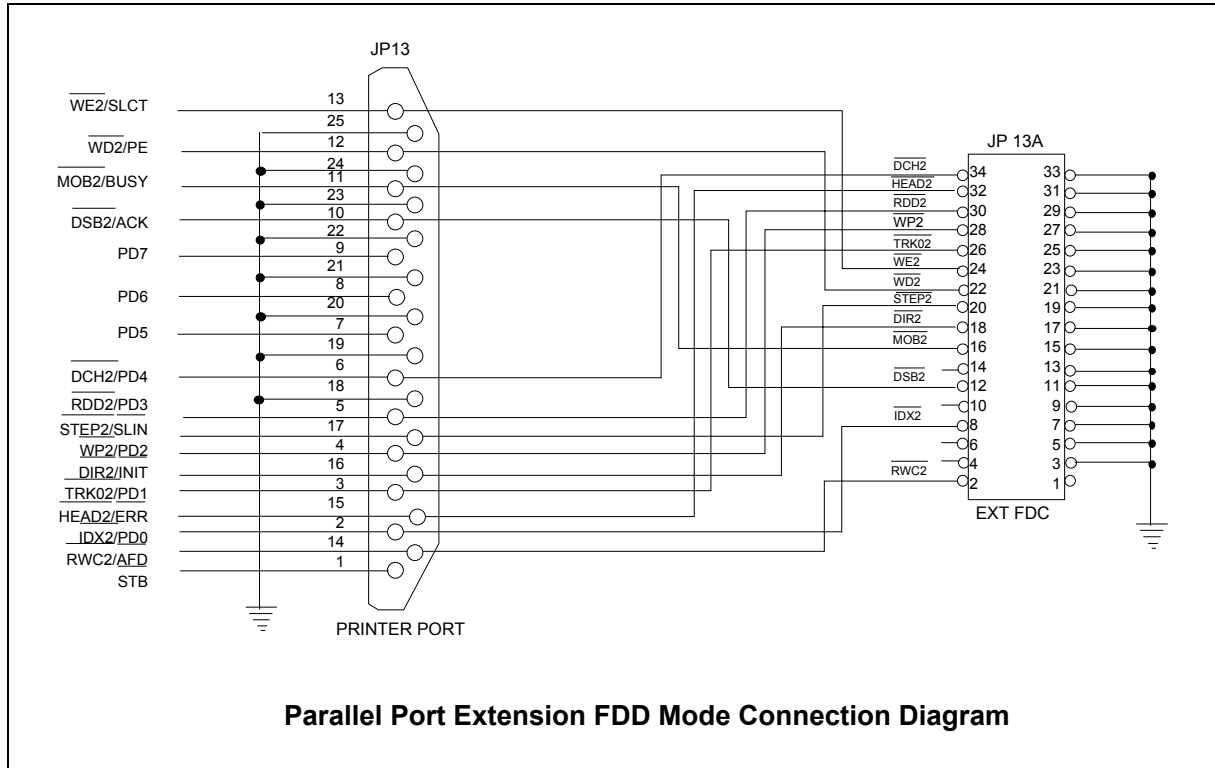 JP13
WE2/SLCT
WD2/PE
MOB2/BUSY
DSB2/ACK
PD7
PD6
PD5
DCH2/PD4
RDD2/PD3
STEP2/SLIN
WP2/PD2
DIR2/INIT
TRK02/PD1
HEAD2/ERR
IDX2/PD0
RWC2/AFD
STB
13
25
12
24
11
23
10
22
9
21
8
20
7
19
6
18
5
17
4
16
3
15
2
14
1
PRINTER PORT
JP 13A
DCH2
HEAD2
RDD2
WP2
TRK02
WE2
WD2
STEP2
DIR2
MOB2
DSB2
IDX2
RWC2
34 33
32 31
30 29
28 27
26 25
24 23
22 21
20 19
18 17
16 15
14 13
12 11
10 9
8 7
6 5
4 3
2 1
EXT FDC
Parallel Port Extension FDD Mode Connection Diagram